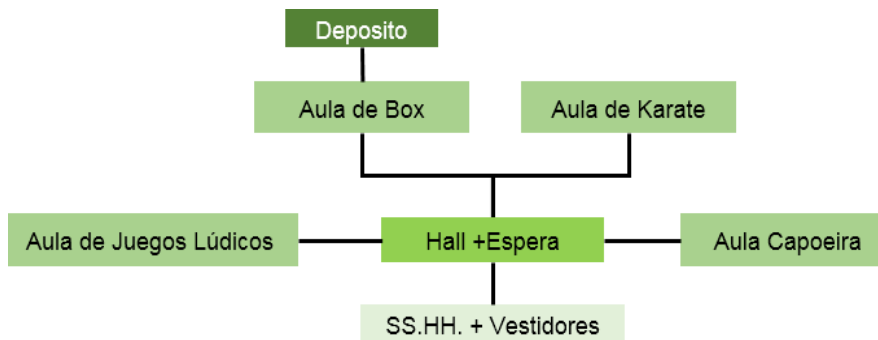 Deposito
Aula de Box
Aula de Karate
Aula de Juegos Lúdicos
Hall +Espera
Aula Capoeira
SS.HH. + Vestidores